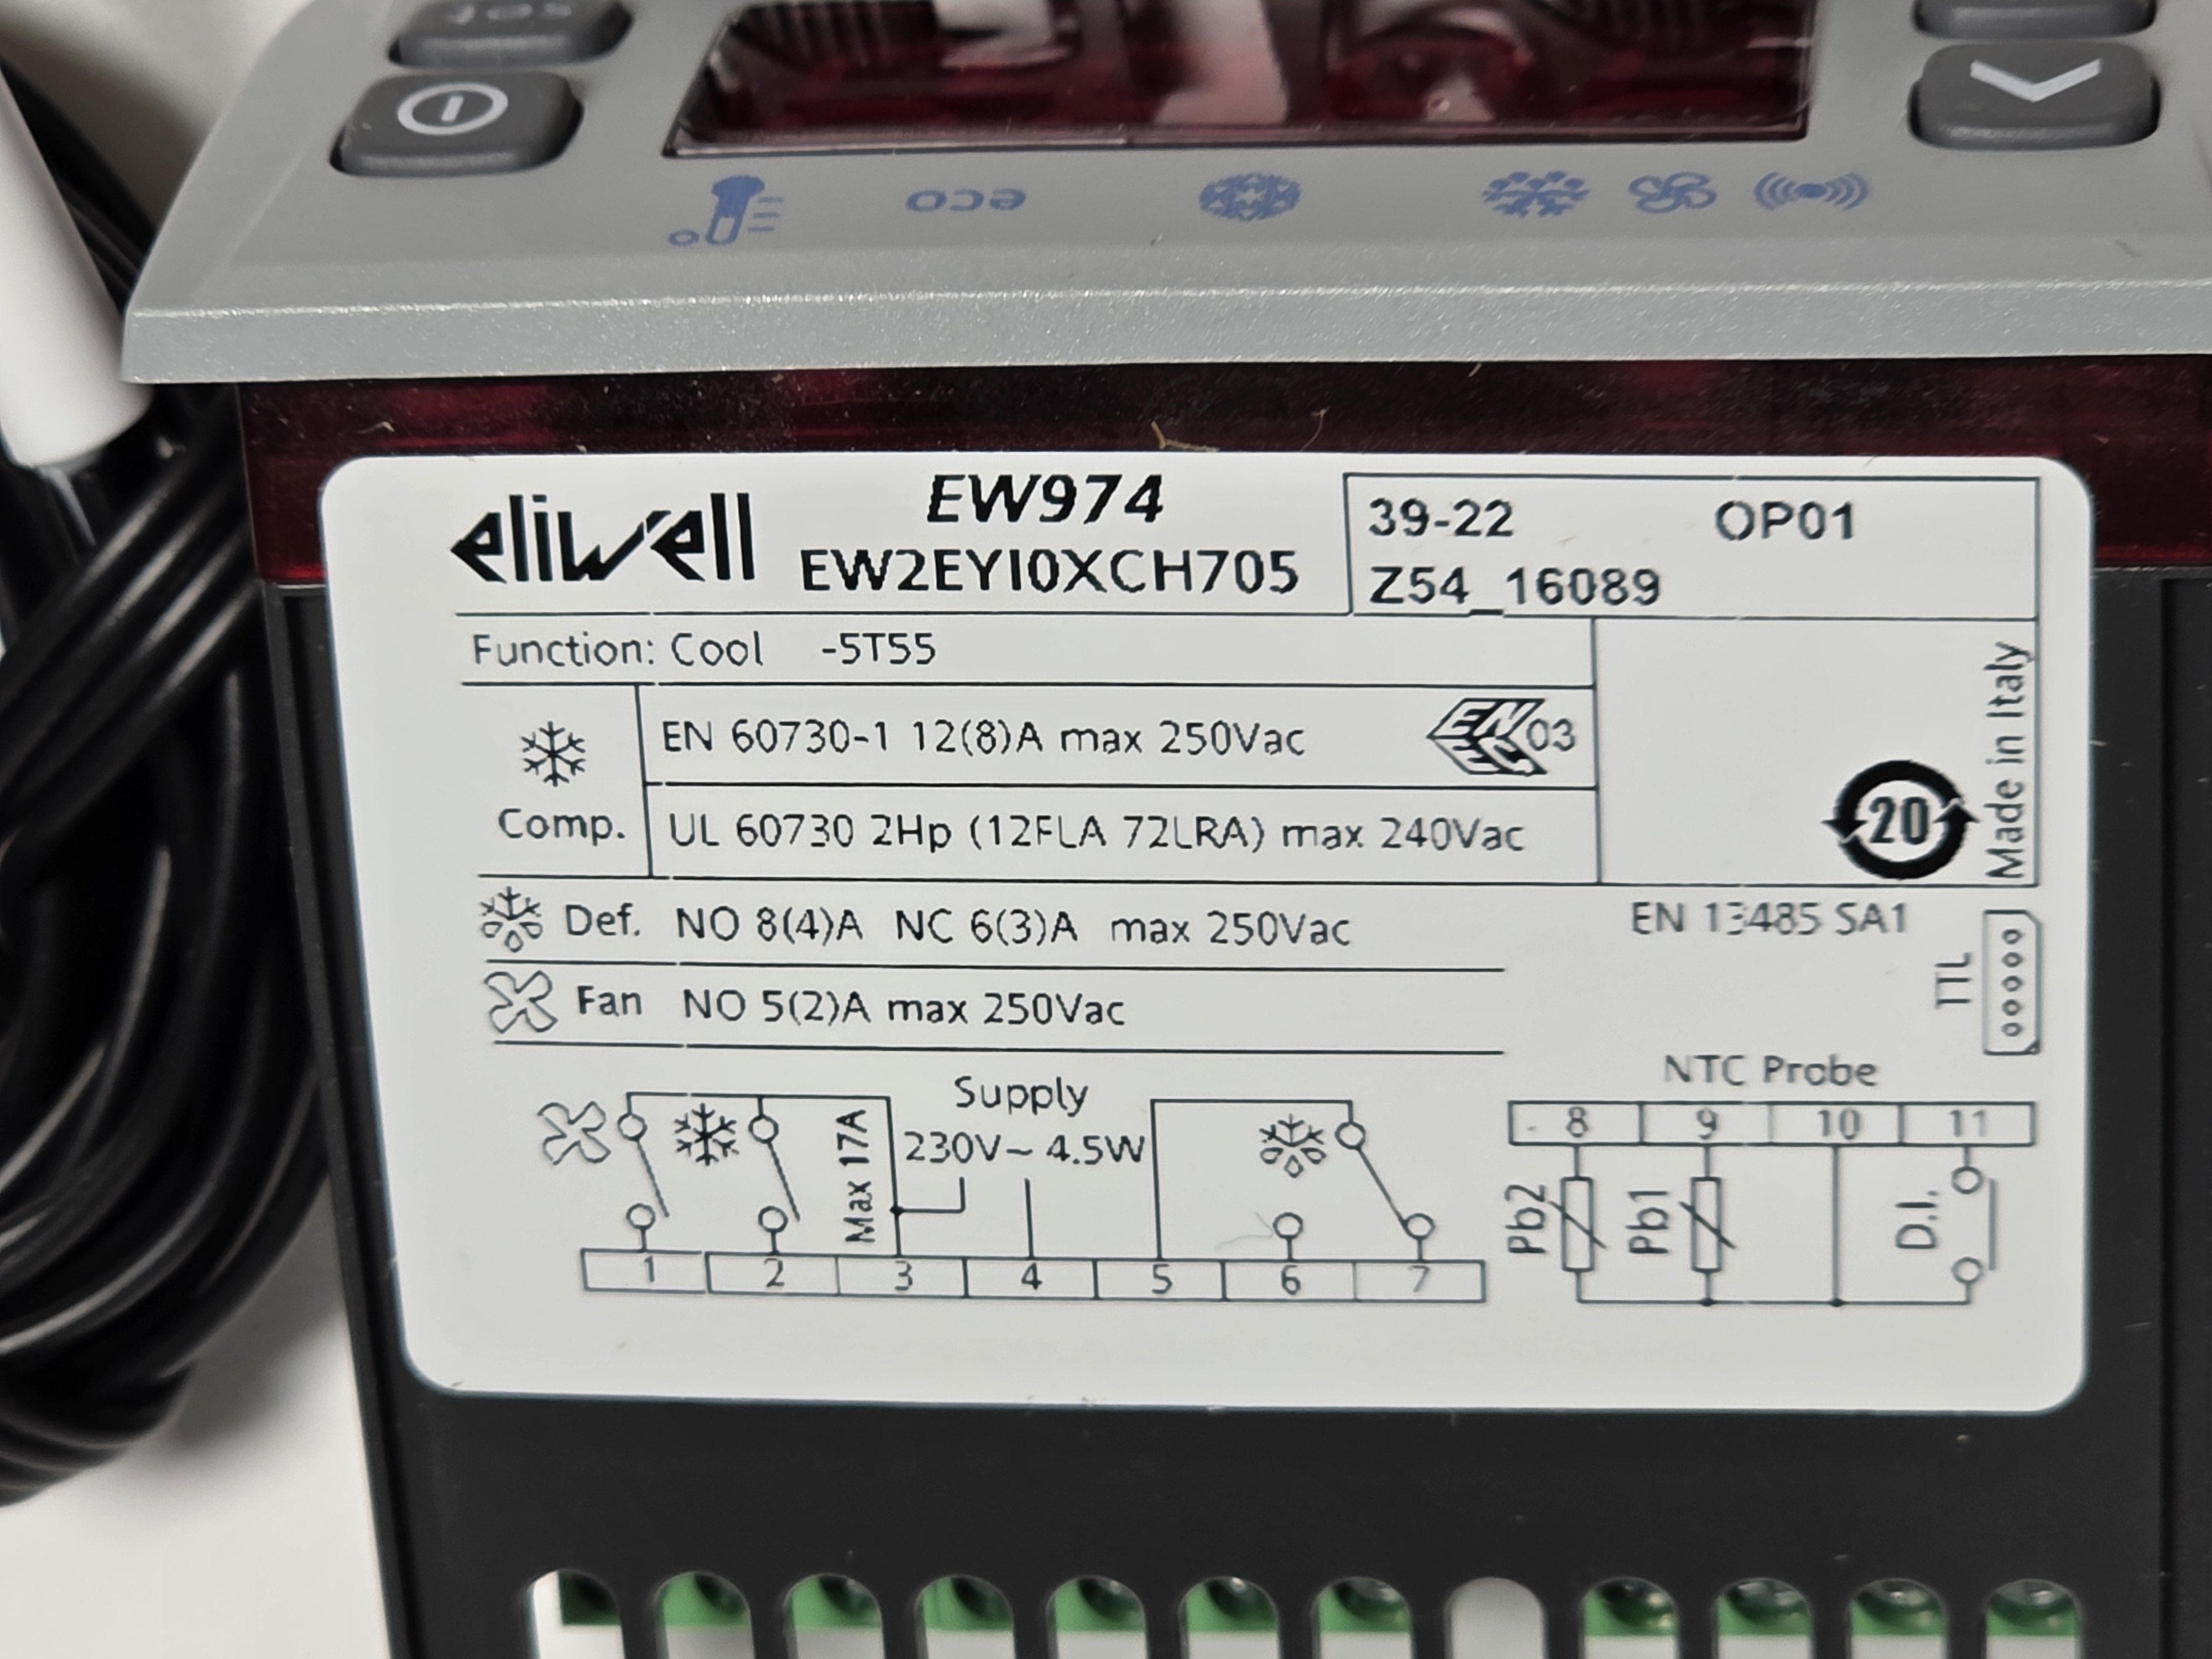 eco
eliwell
EW974
EW2EYI0XCH705
39-22 OP01
Z54_16089
Function: Cool -5T55
EN 60730-1 12(8)A max 250Vac
EN EC 03
Comp.
UL 60730 2Hp (12FLA 72LRA) max 240Vac
20
Made in Italy
Def. NO 8(4)A NC 6(3)A max 250Vac
EN 13485 SA1
Fan NO 5(2)A max 250Vac
TTL
Supply
230V~ 4.5W
Max 17A
1 2 3 4 5 6 7
NTC Probe
8 9 10 11
Pb2
Pb1
D.I.